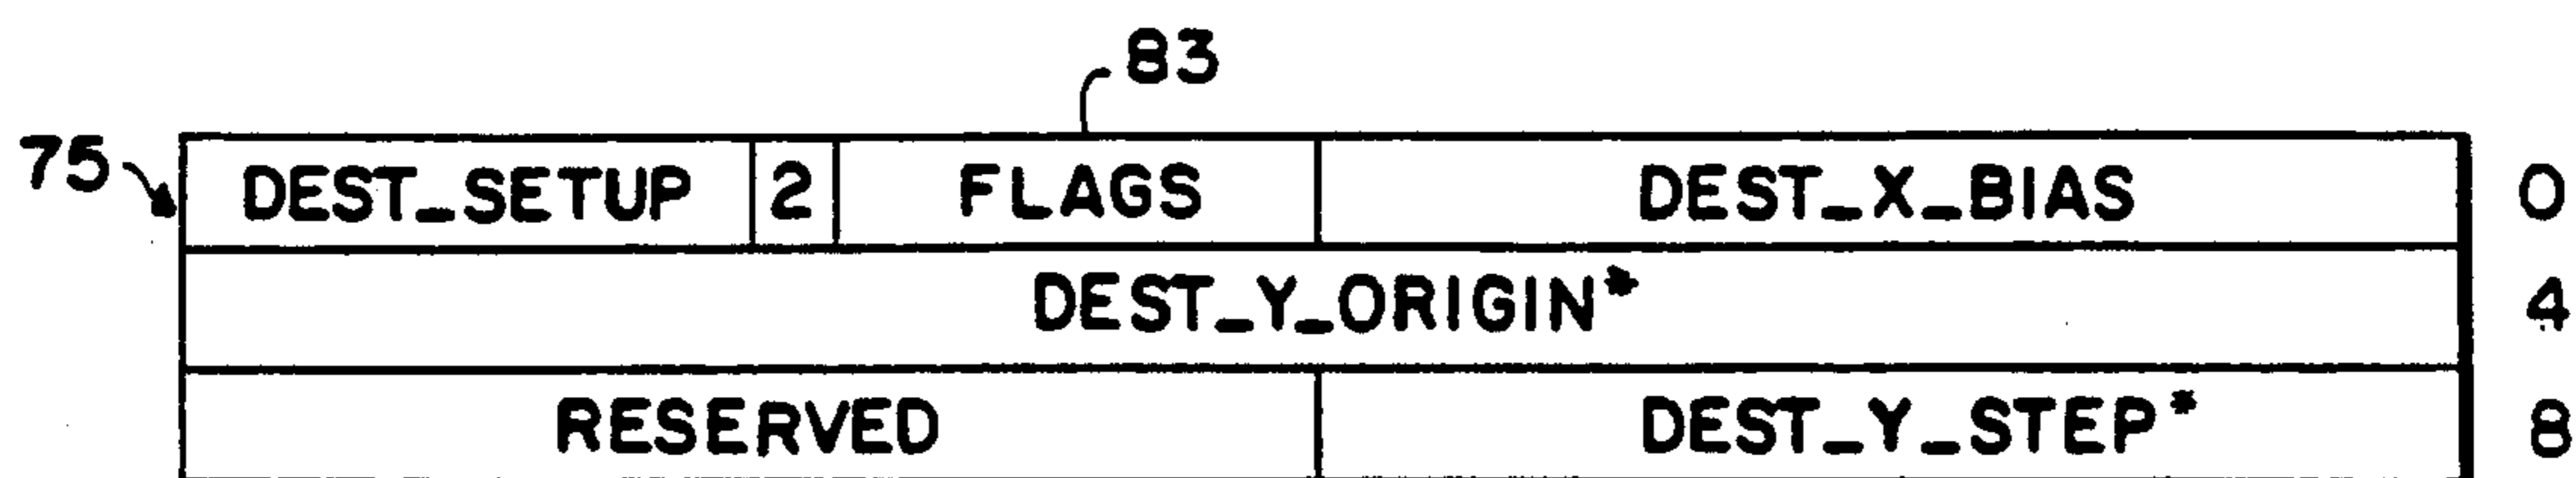 83
75 DEST_SETUP 2 FLAGS DEST_X_BIAS 0
DEST_Y_ORIGIN* 4
RESERVED DEST_Y_STEP* 8